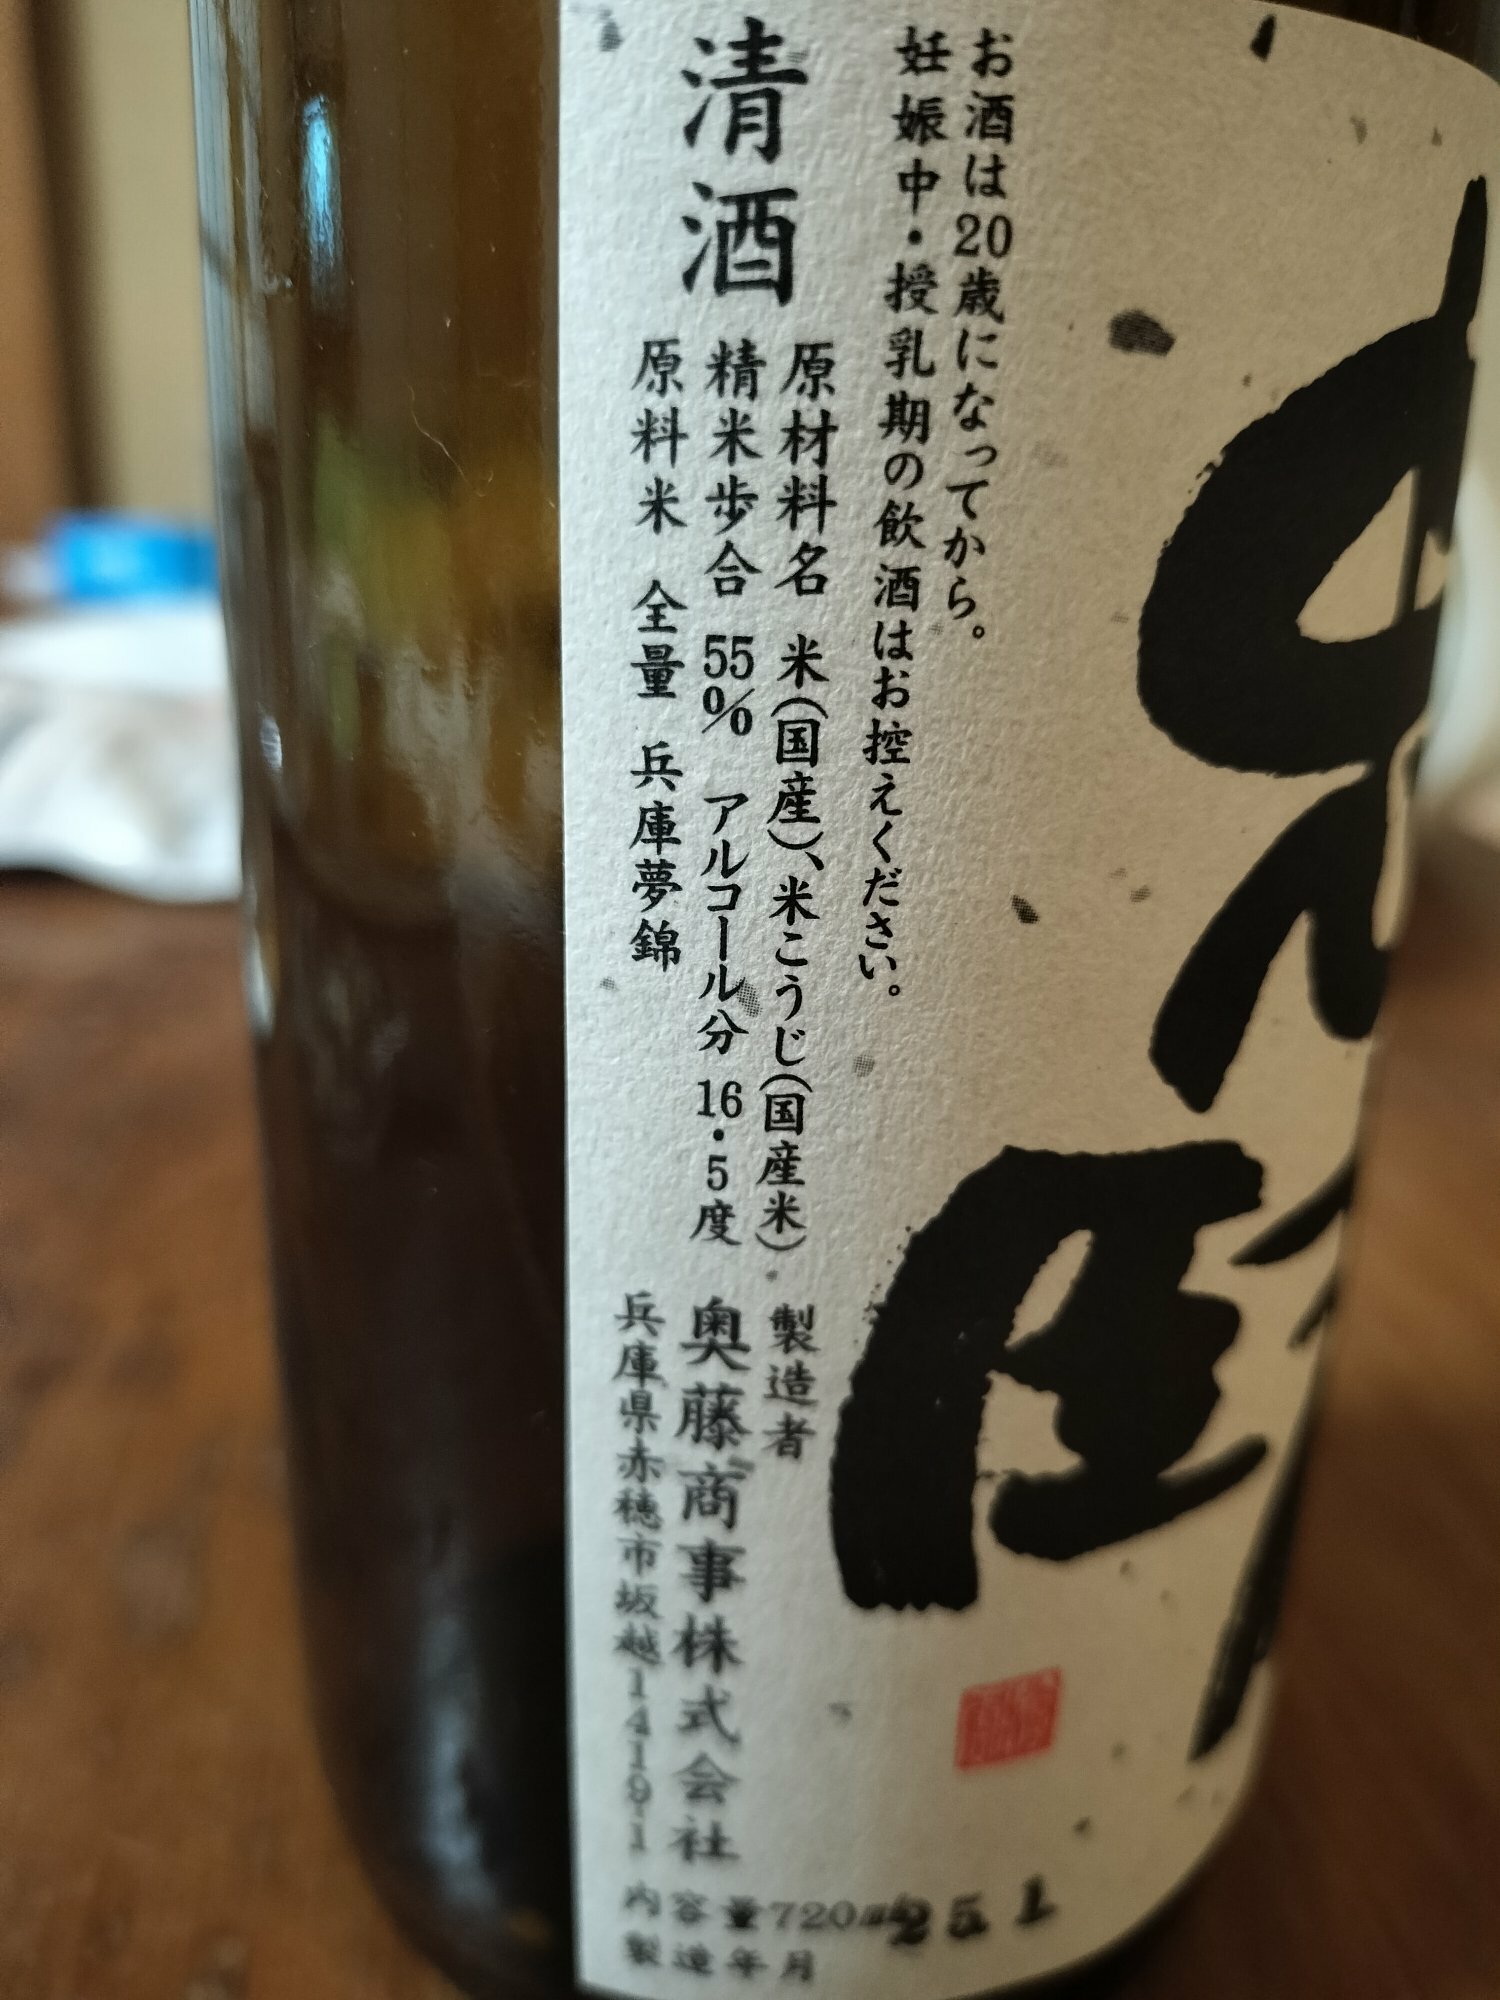 お酒は20歳になってから。
妊娠中・授乳期の飲酒はお控えください。
清酒
原材料名 米(国産)、米こうじ(国産米)
精米歩合 55% アルコール分 16・5度
原料米 全量 兵庫夢錦
製造者
奥藤商事株式会社
兵庫県赤穂市坂越1419-1
内容量720ml
製造年月
25 1